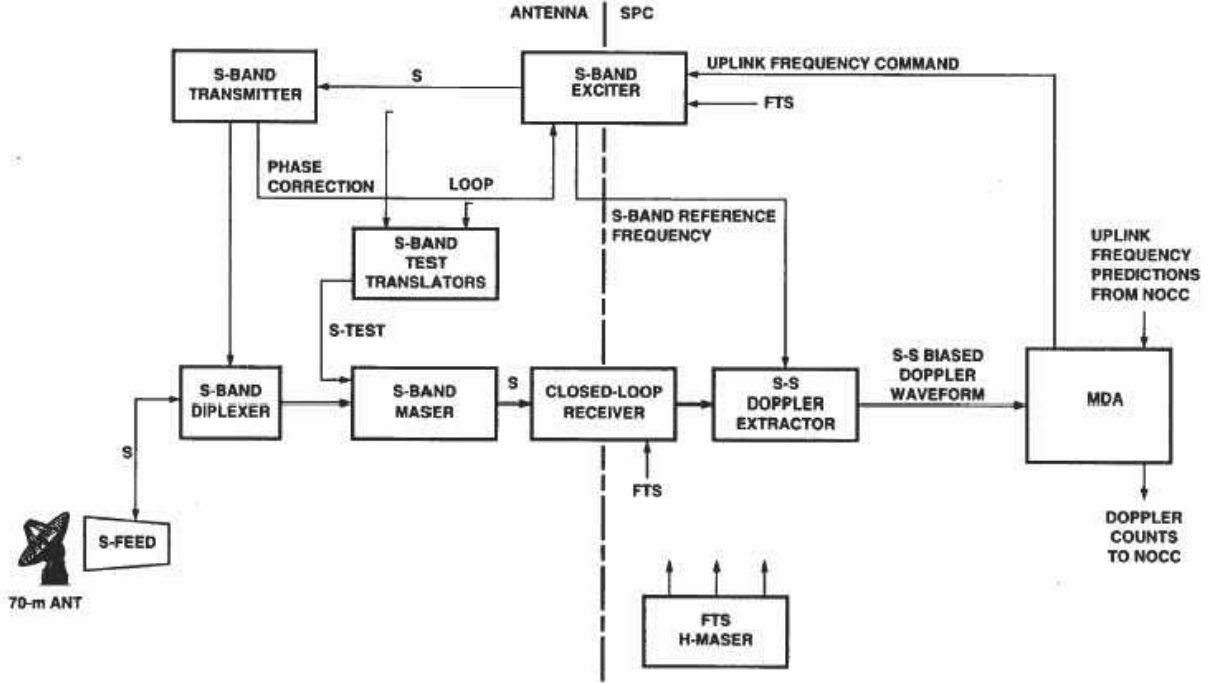 ANTENNA
SPC
S-BAND
TRANSMITTER
S
S-BAND
EXCITER
UPLINK FREQUENCY COMMAND
FTS
PHASE
CORRECTION
LOOP
S-BAND REFERENCE
FREQUENCY
S-BAND
TEST
TRANSLATORS
UPLINK
FREQUENCY
PREDICTIONS
FROM NOCC
S-TEST
S-BAND
DIPLEXER
S-BAND
MASER
S
CLOSED-LOOP
RECEIVER
S-S
DOPPLER
EXTRACTOR
S-S BIASED
DOPPLER
WAVEFORM
MDA
S
FTS
S-FEED
70-m ANT
DOPPLER
COUNTS
TO NOCC
FTS
H-MASER